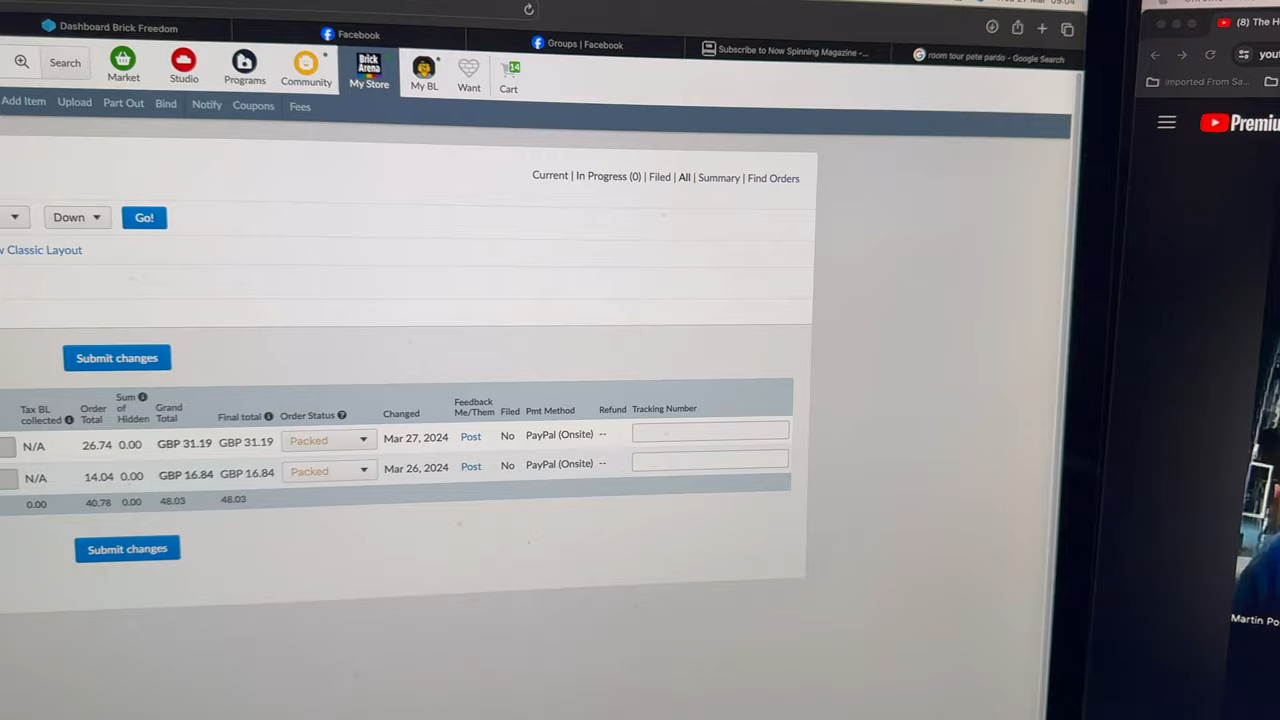 Dashboard Brick Freedom
Facebook
Groups | Facebook
Subscribe to Now Spinning Magazine -...
room tour pete pardo - Google Search
Search
Market
Studio
Programs
Community
Brick Arena
My Store
My BL
Want
14
Cart
Add Item Upload Part Out Bind Notify Coupons Fees
Current | In Progress (0) | Filed | All | Summary | Find Orders
Down Go!
Classic Layout
Submit changes
Tax BL collected Order Total Sum of Hidden Grand Total Final total Order Status Changed Feedback Me/Them Filed Pmt Method Refund Tracking Number
N/A 26.74 0.00 GBP 31.19 GBP 31.19 Packed Mar 27, 2024 Post No PayPal (Onsite) --
N/A 14.04 0.00 GBP 16.84 GBP 16.84 Packed Mar 26, 2024 Post No PayPal (Onsite) --
0.00 40.78 0.00 48.03 48.03
Submit changes
(8) The H
yout
Imported From Sa...
Premiu
Martin Po